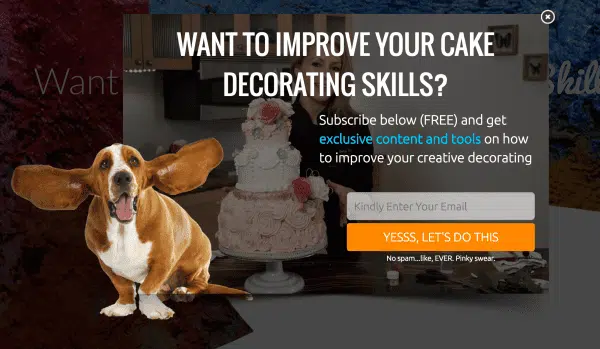 WANT TO IMPROVE YOUR CAKE
DECORATING SKILLS?
Want
Skill
Subscribe below (FREE) and get
exclusive content and tools on how
to improve your creative decorating
Kindly Enter Your Email
YESSS, LET'S DO THIS
No spam...like, EVER. Pinky swear.